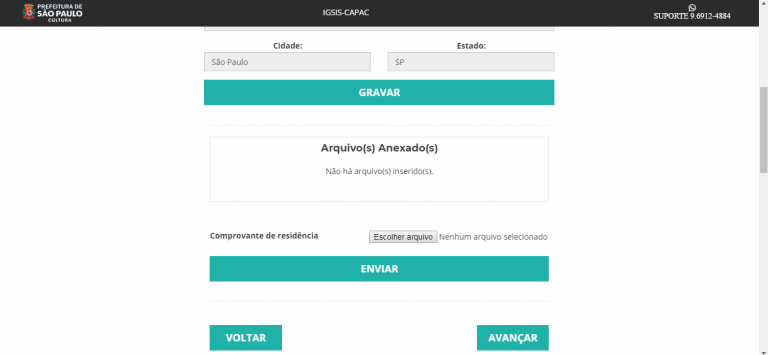 PREFEITURA DE
SÃO PAULO
CULTURA
IGSIS-CAPAC
SUPORTE 9.6912-4884
Cidade: Estado:
São Paulo SP
GRAVAR
Arquivo(s) Anexado(s)
Não há arquivo(s) inserido(s).
Comprovante de residência Escolher arquivo Nenhum arquivo selecionado
ENVIAR
VOLTAR AVANÇAR